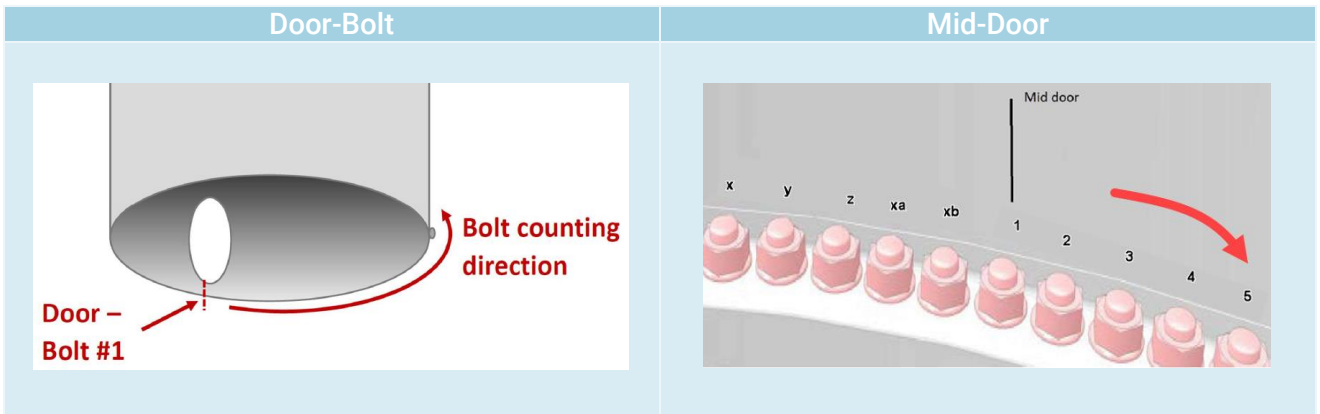 Door-Bolt
Mid-Door
Bolt counting
direction
Door –
Bolt #1
Mid door
x y z xa xb 1 2 3 4 5